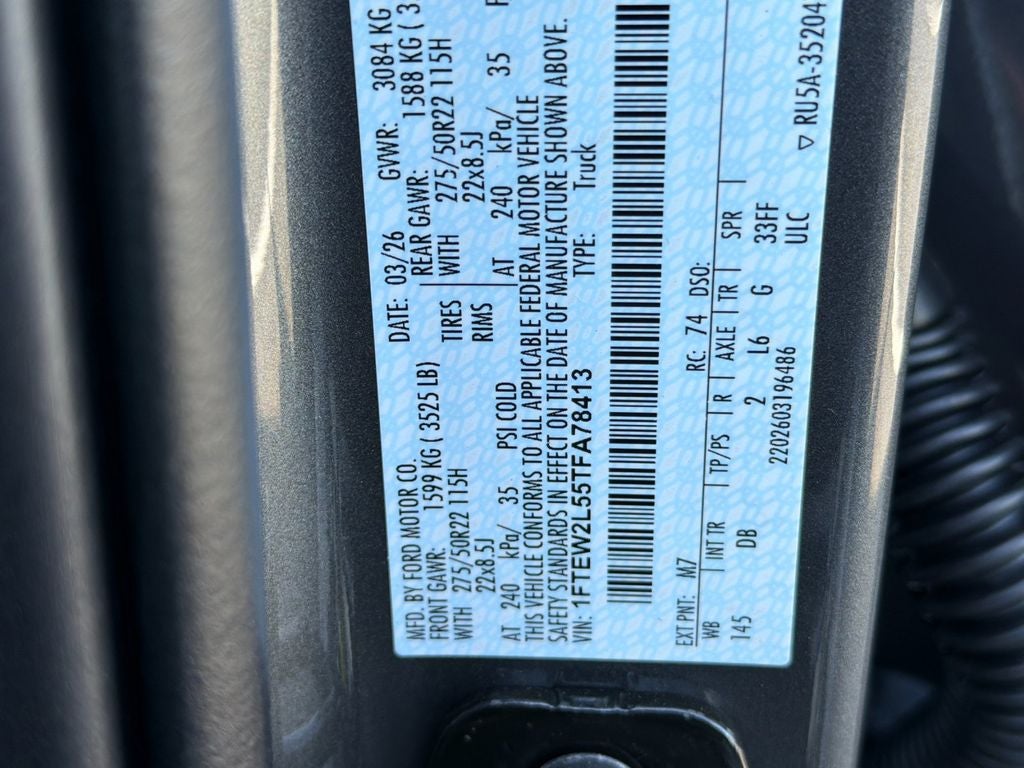 MFD. BY FORD MOTOR CO.
DATE: 03/26 GVWR: 3084 KG
FRONT GAWR: REAR GAWR:
1599 KG ( 3525 LB) 1588 KG ( 3
WITH 275/50R22 115H TIRES WITH 275/50R22 115H
22x8.5J RIMS 22x8.5J
AT 240 kPa/ 35 PSI COLD AT 240 kPa/ 35
THIS VEHICLE CONFORMS TO ALL APPLICABLE FEDERAL MOTOR VEHICLE
SAFETY STANDARDS IN EFFECT ON THE DATE OF MANUFACTURE SHOWN ABOVE.
VIN: 1FTEW2L55TFA78413 TYPE: Truck
EXT PNT: M7 RC: 74 DSO:
WB INT TR TP/PS R AXLE TR SPR
145 DB 2 L6 G 33FF
2202603196486 ULC
▽ RU5A-35204